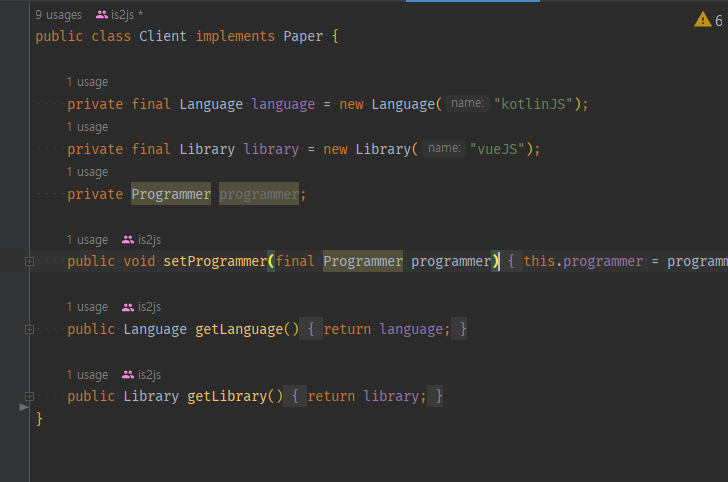 9 usages is2js *
6
public class Client implements Paper {
1 usage
private final Language language = new Language( name: "kotlinJS");
1 usage
private final Library library = new Library( name: "vueJS");
1 usage
private Programmer programmer;
1 usage is2js
public void setProgrammer(final Programmer programmer) { this.programmer = programm
1 usage is2js
public Language getLanguage() { return language; }
1 usage is2js
public Library getLibrary() { return library; }
}